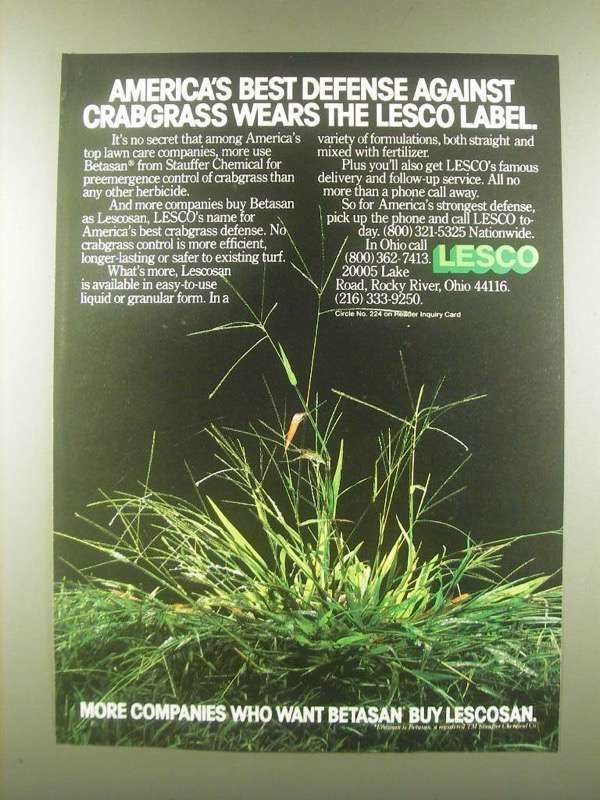 AMERICA'S BEST DEFENSE AGAINST
CRABGRASS WEARS THE LESCO LABEL.
It's no secret that among America's
top lawn care companies, more use
Betasan® from Stauffer Chemical for
preemergence control of crabgrass than
any other herbicide.
And more companies buy Betasan
as Lescosan, LESCO's name for
America's best crabgrass defense. No
crabgrass control is more efficient,
longer-lasting or safer to existing turf.
What's more, Lescosan
is available in easy-to-use
liquid or granular form. In a
variety of formulations, both straight and
mixed with fertilizer.
Plus you'll also get LESCO's famous
delivery and follow-up service. All no
more than a phone call away.
So for America's strongest defense,
pick up the phone and call LESCO to-
day. (800) 321-5325 Nationwide.
In Ohio call
(800) 362-7413.
20005 Lake
Road, Rocky River, Ohio 44116.
(216) 333-9250.
LESCO
Circle No. 224 on Reader Inquiry Card
MORE COMPANIES WHO WANT BETASAN® BUY LESCOSAN.
is Betasan, a registered TM Stauffer Chemical Co.